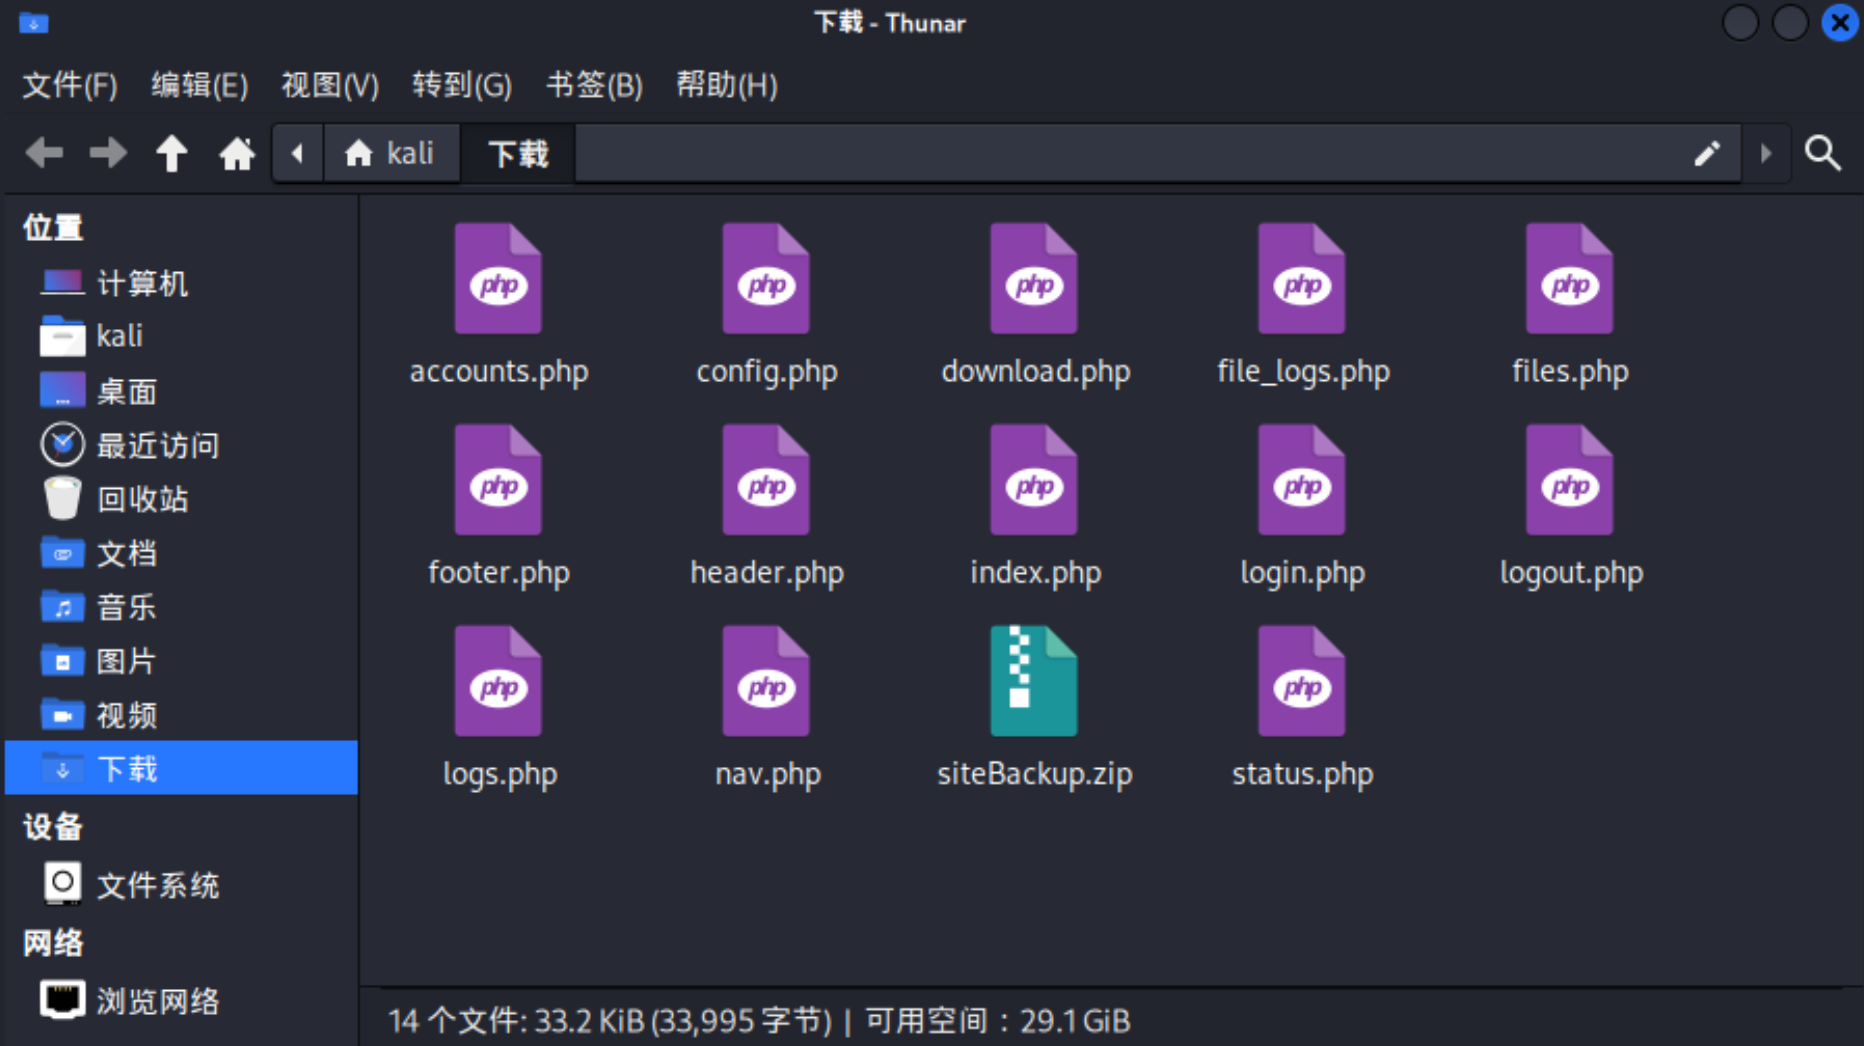 下载 - Thunar
文件(F) 编辑(E) 视图(V) 转到(G) 书签(B) 帮助(H)
kali 下载
位置
计算机
kali
桌面
最近访问
回收站
文档
音乐
图片
视频
下载
设备
文件系统
网络
浏览网络
php php php php php
accounts.php config.php download.php file_logs.php files.php
php php php php php
footer.php header.php index.php login.php logout.php
php php php
logs.php nav.php siteBackup.zip status.php
14 个文件: 33.2 KiB (33,995 字节) | 可用空间：29.1 GiB